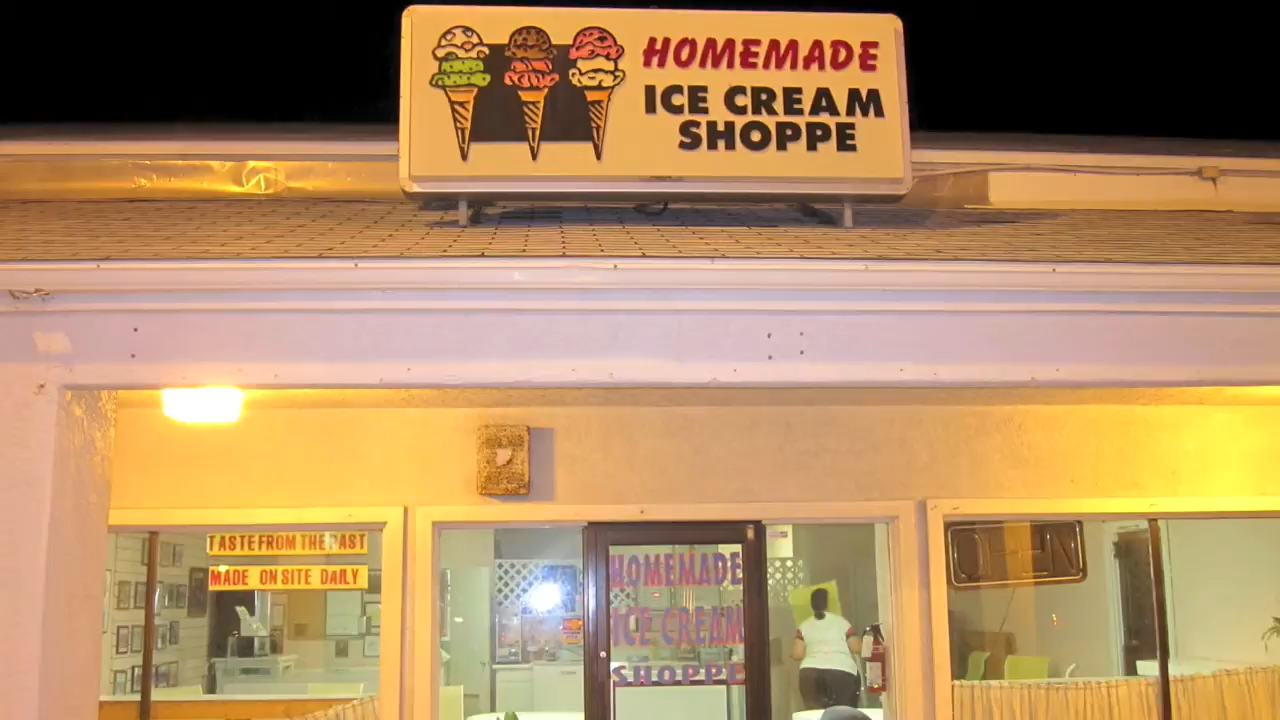 HOMEMADE
ICE CREAM
SHOPPE
TASTE FROM THE PAST
MADE ON SITE DAILY
HOMEMADE
ICE CREAM
SHOPPE
OPEN